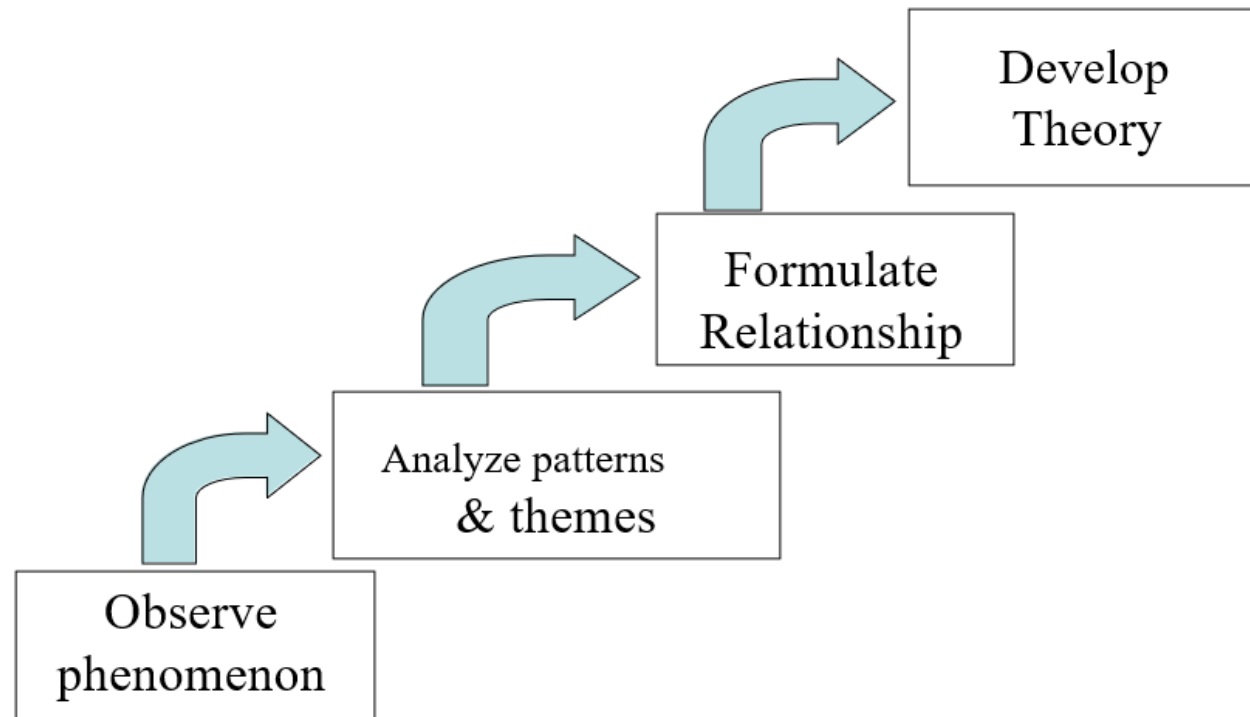 Develop
Theory
Formulate
Relationship
Analyze patterns
& themes
Observe
phenomenon